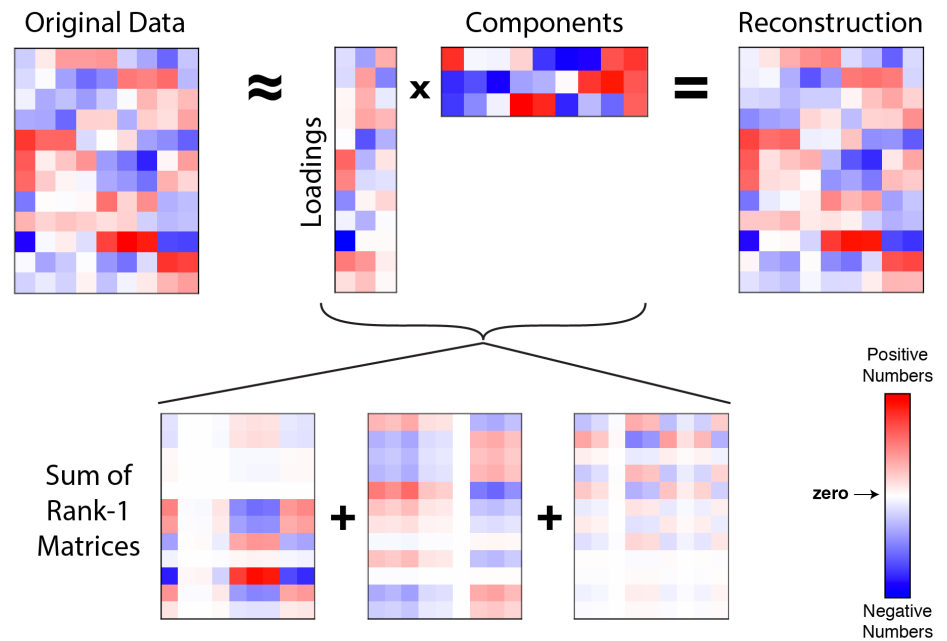 Original Data
Components
Reconstruction
≈
x
=
Loadings
Positive
Numbers
zero →
Negative
Numbers
Sum of
Rank-1
Matrices
+
+